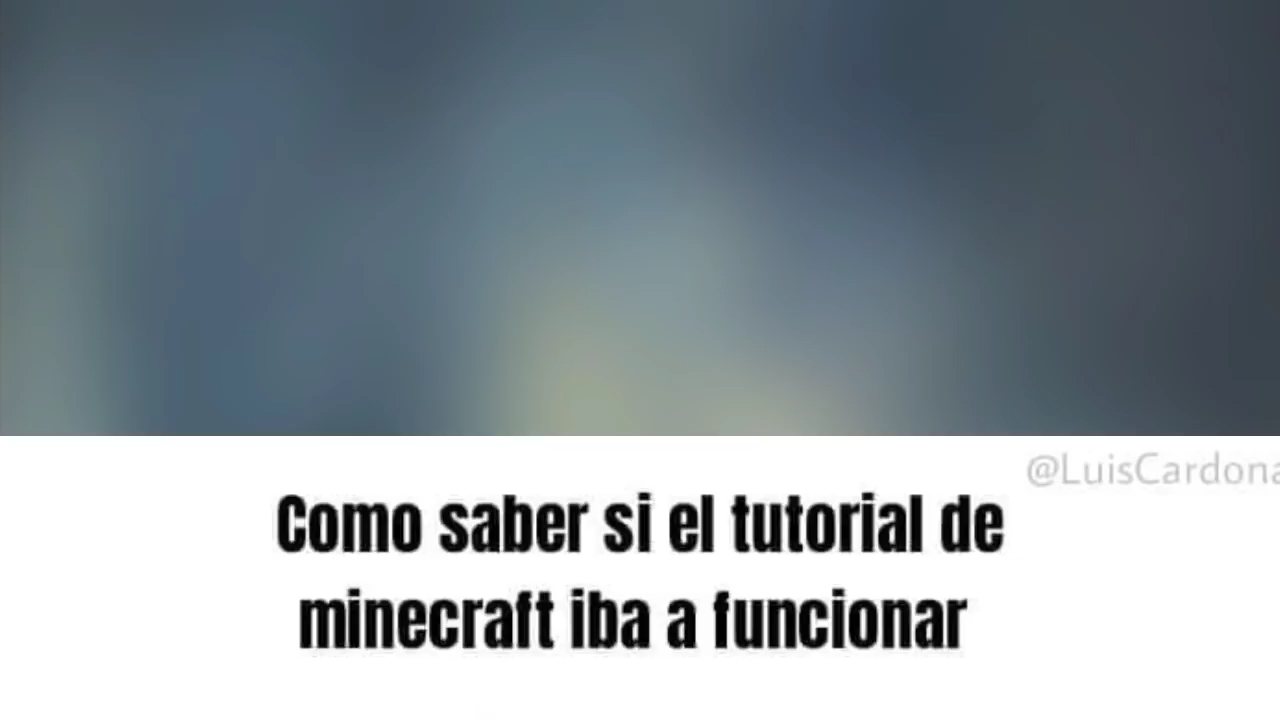 @LuisCardona
Como saber si el tutorial de
minecraft iba a funcionar